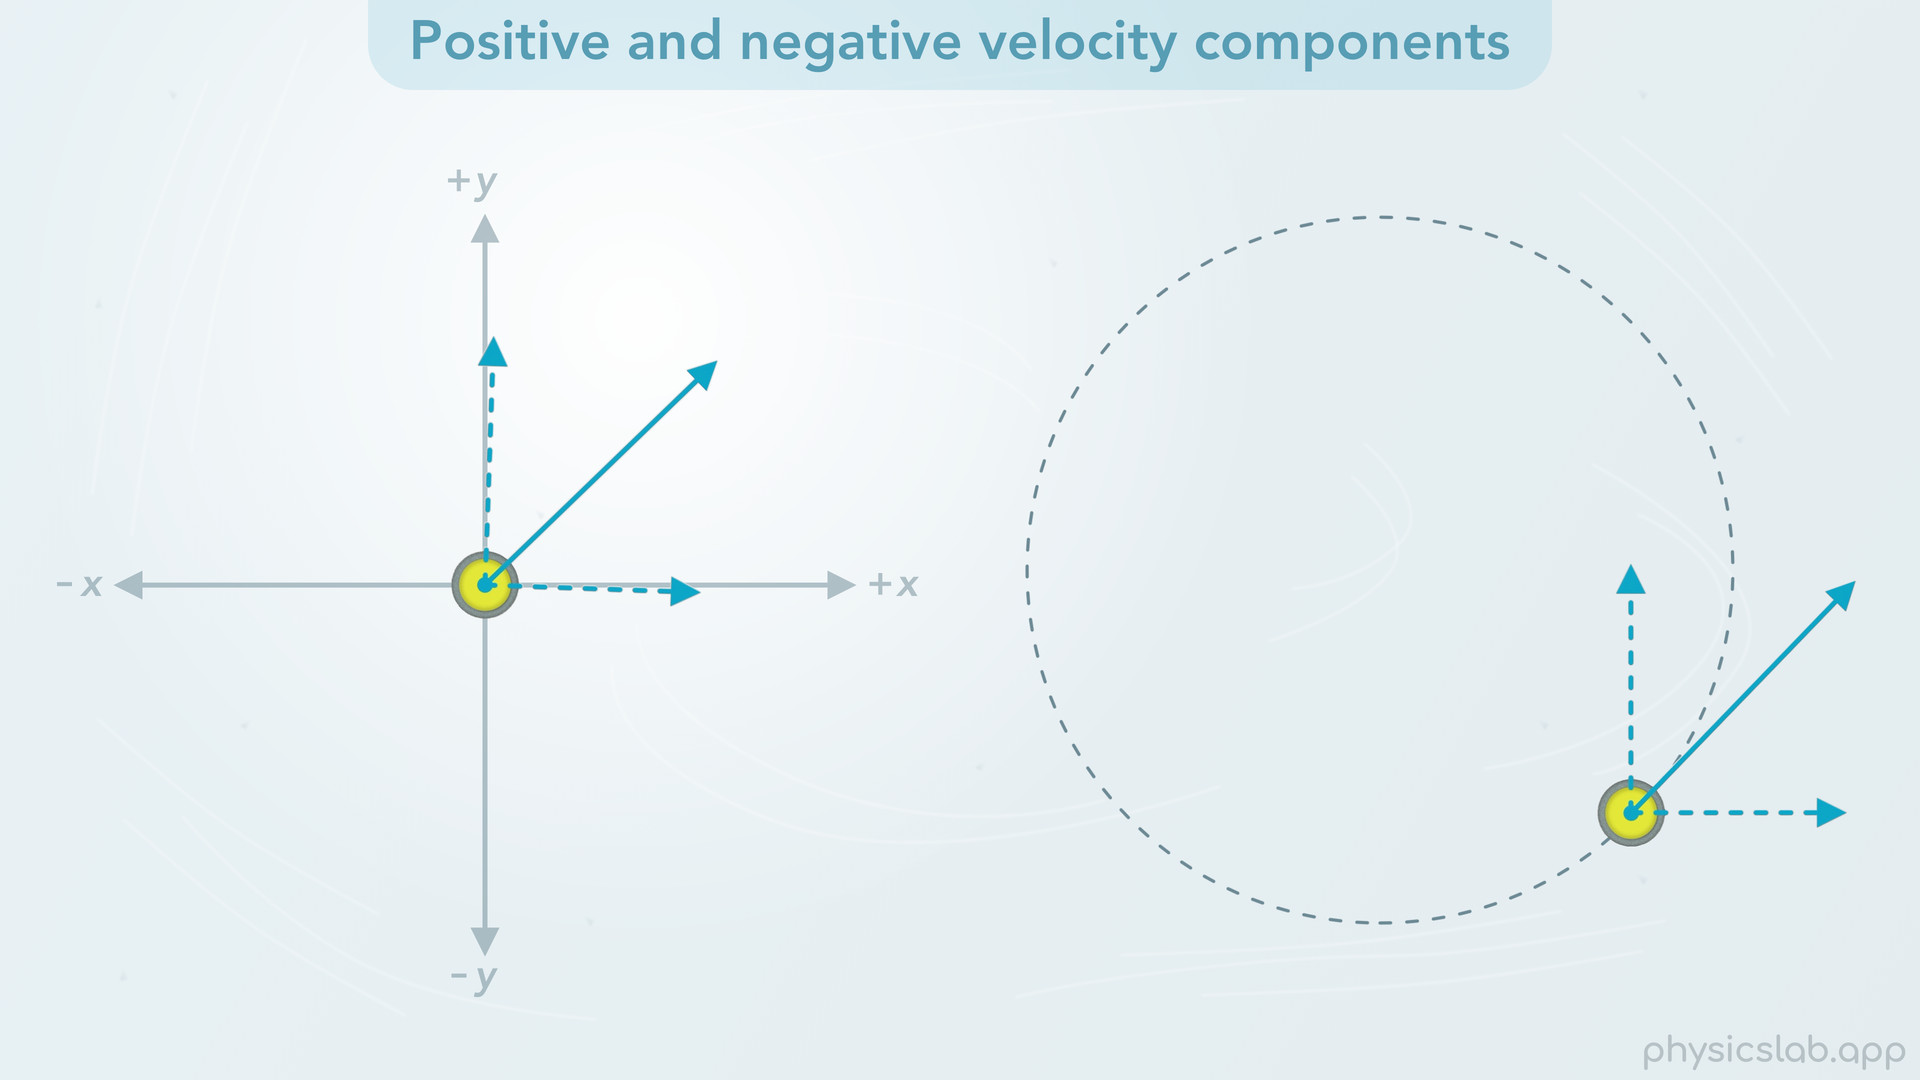 Positive and negative velocity components
+y
-x
+x
-y
physicslab.app